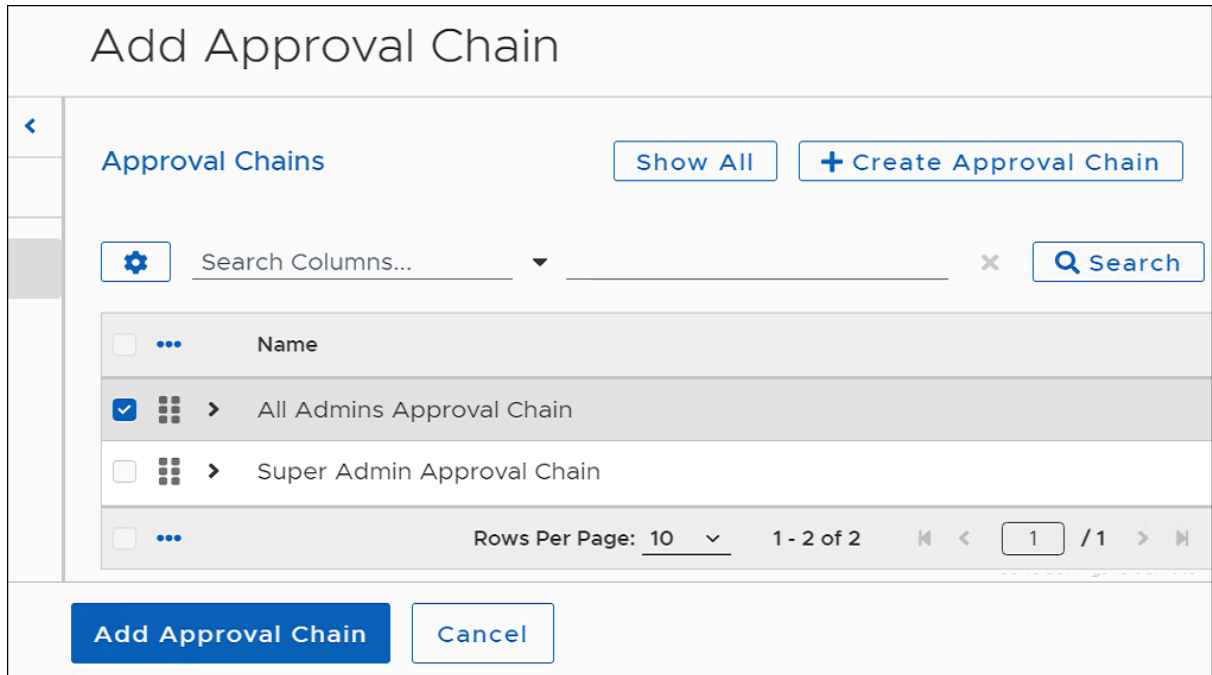 Add Approval Chain
Approval Chains
Show All
Create Approval Chain
Search Columns...
Search
Name
All Admins Approval Chain
Super Admin Approval Chain
Rows Per Page: 10 1 - 2 of 2 1 / 1
Add Approval Chain
Cancel